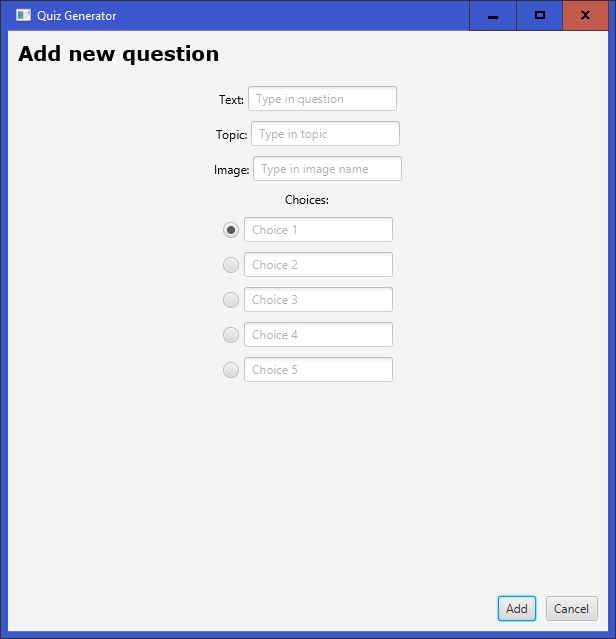 Quiz Generator
Add new question
Text: Type in question
Topic: Type in topic
Image: Type in image name
Choices:
Choice 1
Choice 2
Choice 3
Choice 4
Choice 5
Add Cancel